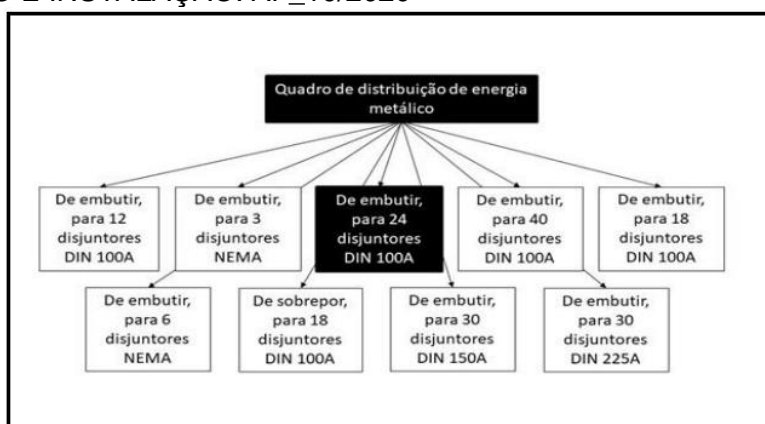 Quadro de distribuição de energia
metálico
De embutir,
para 12
disjuntores
DIN 100A
De embutir,
para 3
disjuntores
NEMA
De embutir,
para 24
disjuntores
DIN 100A
De embutir,
para 40
disjuntores
DIN 100A
De embutir,
para 18
disjuntores
DIN 100A
De embutir,
para 6
disjuntores
NEMA
De sobrepor,
para 18
disjuntores
DIN 100A
De embutir,
para 30
disjuntores
DIN 150A
De embutir,
para 30
disjuntores
DIN 225A